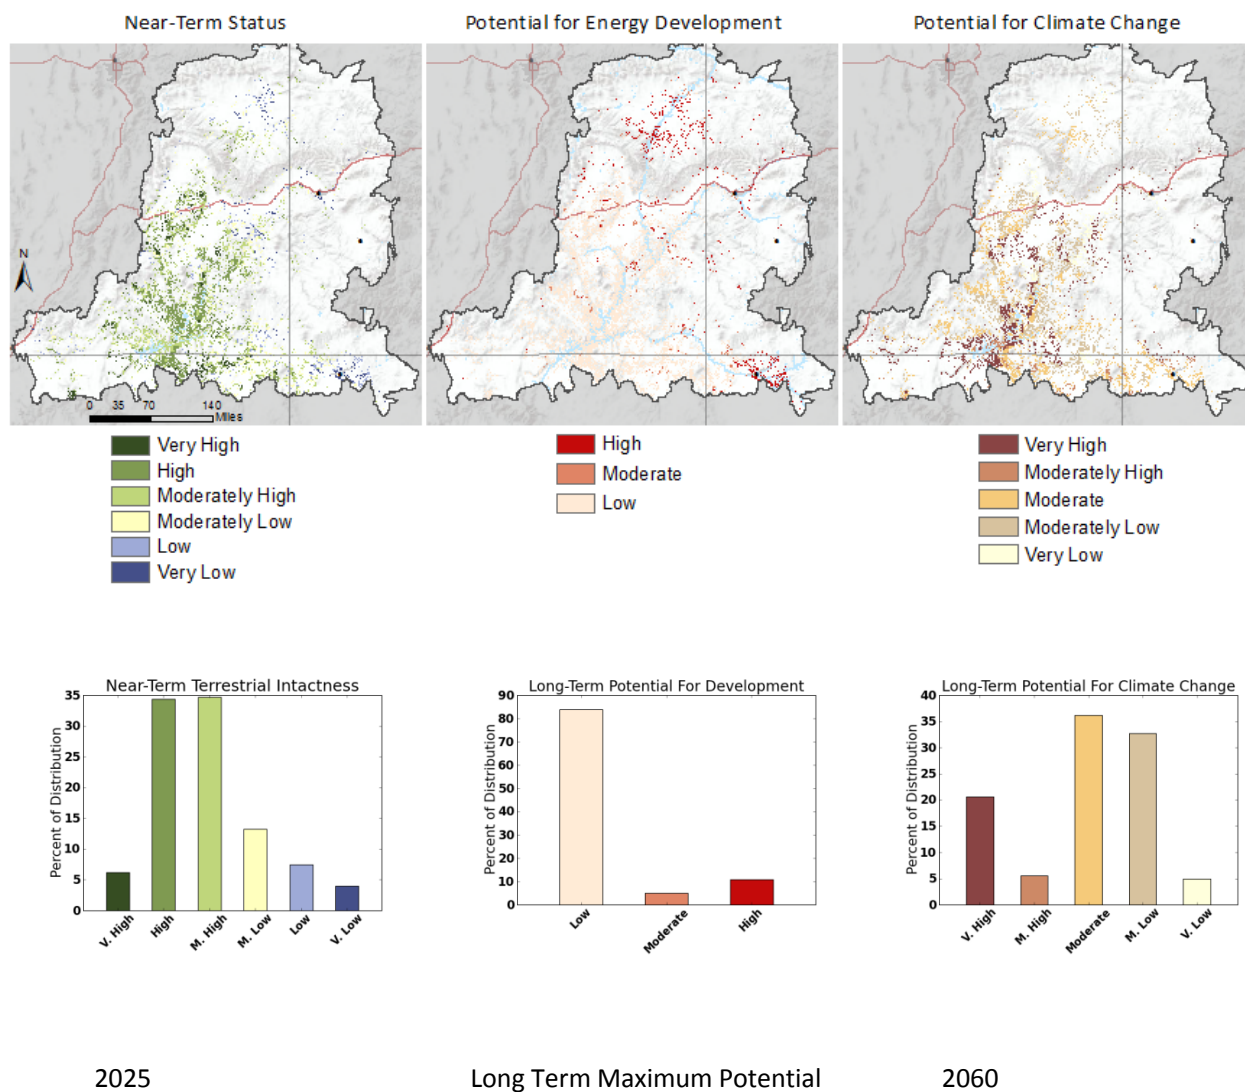 Near-Term Status
Potential for Energy Development
Potential for Climate Change
N
0 35 70 140
Miles
Very High
High
Moderately High
Moderately Low
Low
Very Low
High
Moderate
Low
Very High
Moderately High
Moderate
Moderately Low
Very Low
Near-Term Terrestrial Intactness
Percent of Distribution
35
30
25
20
15
10
5
0
V. High
High
M. High
M. Low
Low
V. Low
Long-Term Potential For Development
Percent of Distribution
90
80
70
60
50
40
30
20
10
0
Low
Moderate
High
Long-Term Potential For Climate Change
Percent of Distribution
40
35
30
25
20
15
10
5
0
V. High
M. High
Moderate
M. Low
V. Low
2025
Long Term Maximum Potential
2060